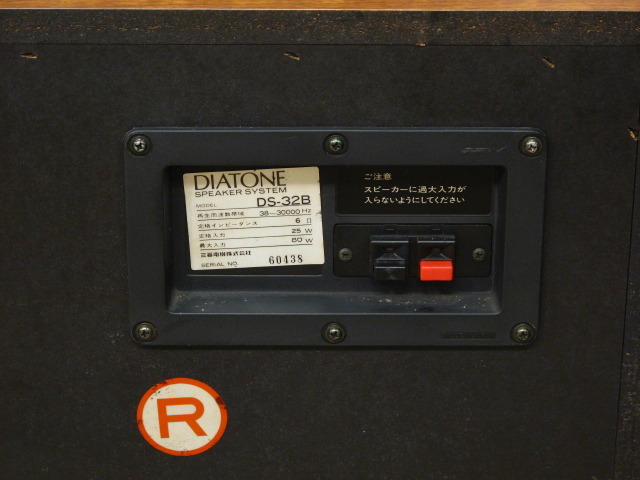 DIATONE
SPEAKER SYSTEM
MODEL DS-32B
再生周波数帯域 38—30000 Hz
定格インピーダンス 6 Ω
定格入力 25 W
最大入力 80 W
三菱電機株式会社
SERIAL NO. 60438
ご注意
スピーカーに過大入力が
入らないようにしてください
R